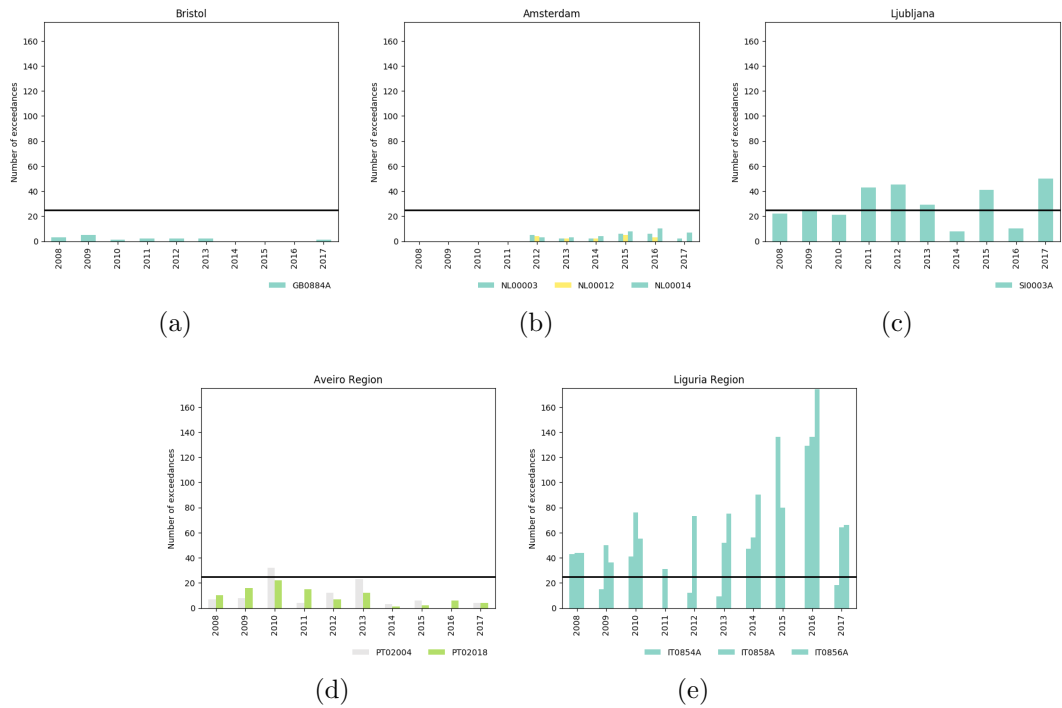 Bristol
Number of exceedances
160
140
120
100
80
60
40
20
0
2008 2009 2010 2011 2012 2013 2014 2015 2016 2017
GB0884A
(a)
Amsterdam
Number of exceedances
160
140
120
100
80
60
40
20
0
2008 2009 2010 2011 2012 2013 2014 2015 2016 2017
NL00003 NL00012 NL00014
(b)
Ljubljana
Number of exceedances
160
140
120
100
80
60
40
20
0
2008 2009 2010 2011 2012 2013 2014 2015 2016 2017
SI0003A
(c)
Aveiro Region
Number of exceedances
160
140
120
100
80
60
40
20
0
2008 2009 2010 2011 2012 2013 2014 2015 2016 2017
PT02004 PT02018
(d)
Liguria Region
Number of exceedances
160
140
120
100
80
60
40
20
0
2008 2009 2010 2011 2012 2013 2014 2015 2016 2017
IT0854A IT0858A IT0856A
(e)